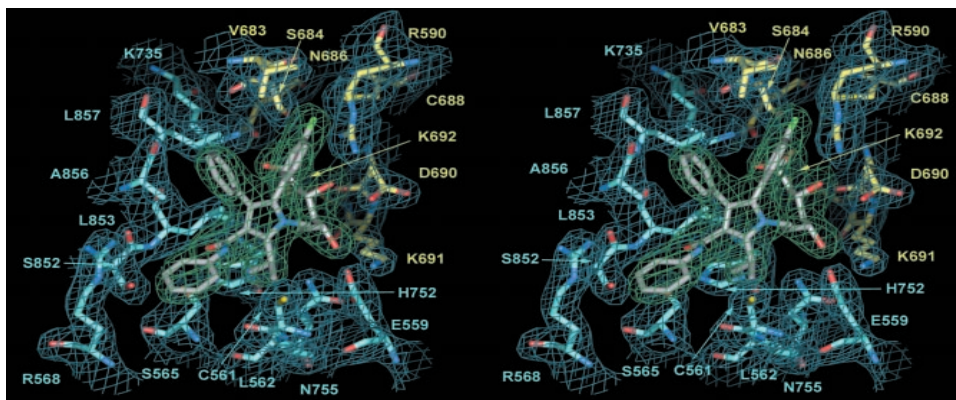 V683
S684
R590
K735
N686
C688
L857
K692
A856
D690
L853
S852
K691
H752
E559
R568
S565
C561
L562
N755
V683
S684
R590
K735
N686
C688
L857
K692
A856
D690
L853
S852
K691
H752
E559
R568
S565
C561
L562
N755